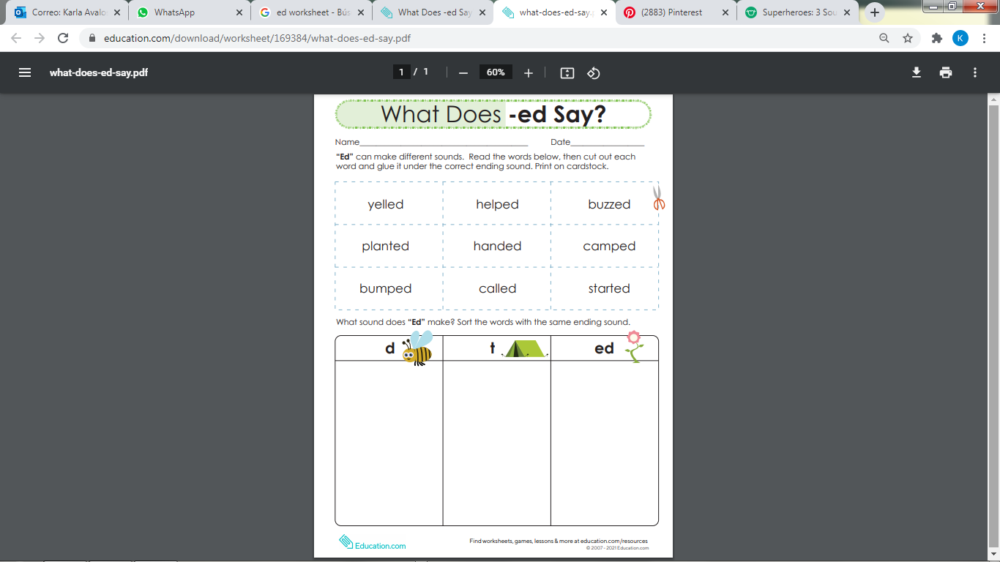 Correo: Karla Avalo
WhatsApp
ed worksheet - Bús
What Does -ed Say
what-does-ed-say.
(2883) Pinterest
Superheroes: 3 Sou
education.com/download/worksheet/169384/what-does-ed-say.pdf
K
what-does-ed-say.pdf
1 / 1
60%
What Does -ed Say?
Name
Date
“Ed” can make different sounds. Read the words below, then cut out each
word and glue it under the correct ending sound. Print on cardstock.
yelled helped buzzed
planted handed camped
bumped called started
What sound does “Ed” make? Sort the words with the same ending sound.
d t ed
Education.com
Find worksheets, games, lessons & more at education.com/resources
© 2007 - 2021 Education.com